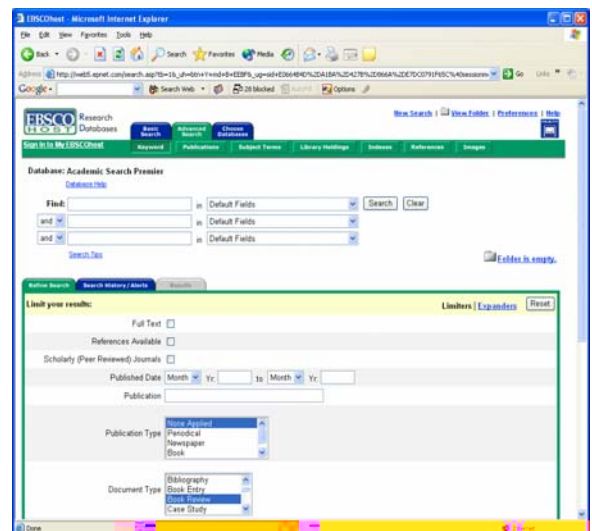 EBSCOhost - Microsoft Internet Explorer
File Edit View Favorites Tools Help
Back Search Favorites Media
Address Go Links
Google Search Web 28 blocked Options
EBSCO HOST Research Databases
Basic Search Advanced Search Choose Databases
New Search | View Folder | Preferences | Help
Sign In to My EBSCOhost Keyword Publications Subject Terms Library Holdings Indexes References Images
Database: Academic Search Premier
Database Help
Find: in Default Fields Search Clear
and in Default Fields
and in Default Fields
Search Tips
Folder is empty.
Refine Search Search History/Alerts Results
Limit your results: Limiters | Expanders Reset
Full Text
References Available
Scholarly (Peer Reviewed) Journals
Published Date Month Yr. to Month Yr.
Publication
Publication Type None Applied
Periodical
Newspaper
Book
Document Type Bibliography
Book Entry
Book Review
Case Study
Done